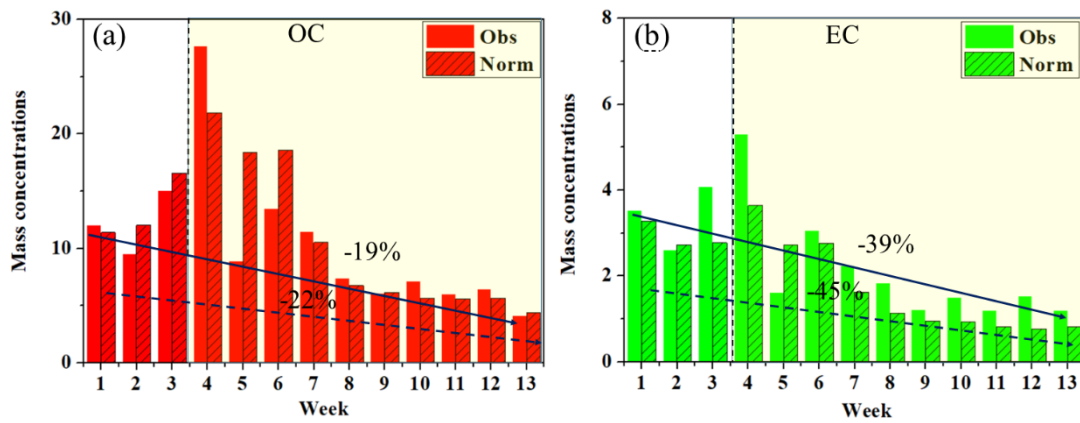 (a)
OC
Obs
Norm
30
20
10
0
Mass concentrations
-19%
-22%
1 2 3 4 5 6 7 8 9 10 11 12 13
Week
(b)
EC
Obs
Norm
8
6
4
2
0
Mass concentrations
-39%
-45%
1 2 3 4 5 6 7 8 9 10 11 12 13
Week